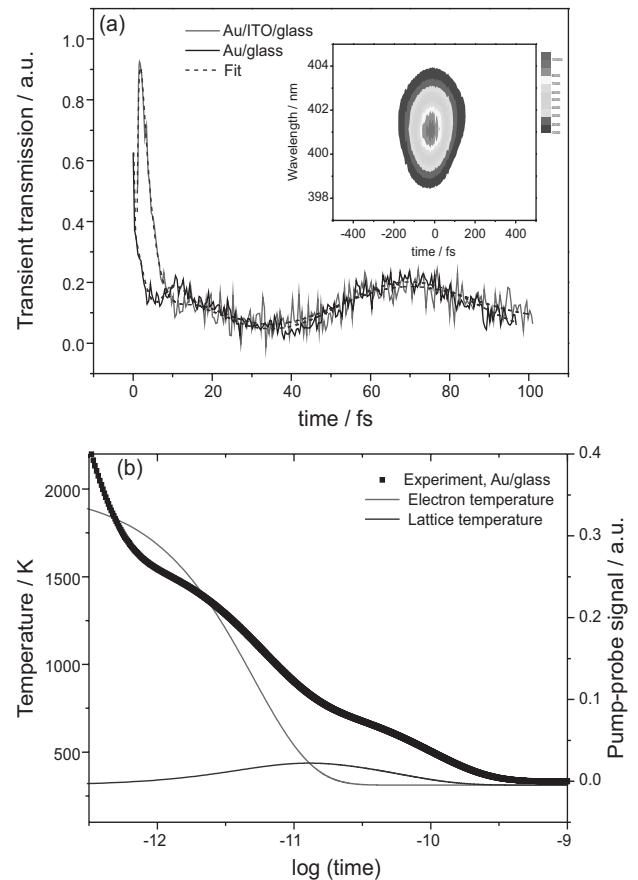 (a)
Au/ITO/glass
Au/glass
Fit
Transient transmission / a.u.
1.0
0.8
0.6
0.4
0.2
0.0
0 20 40 60 80 100
time / fs
Wavelength / nm
404
402
400
398
-400 -200 0 200 400
time / fs
(b)
Experiment, Au/glass
Electron temperature
Lattice temperature
Temperature / K
2000
1500
1000
500
Pump-probe signal / a.u.
0.4
0.3
0.2
0.1
0.0
-12 -11 -10 -9
log (time)